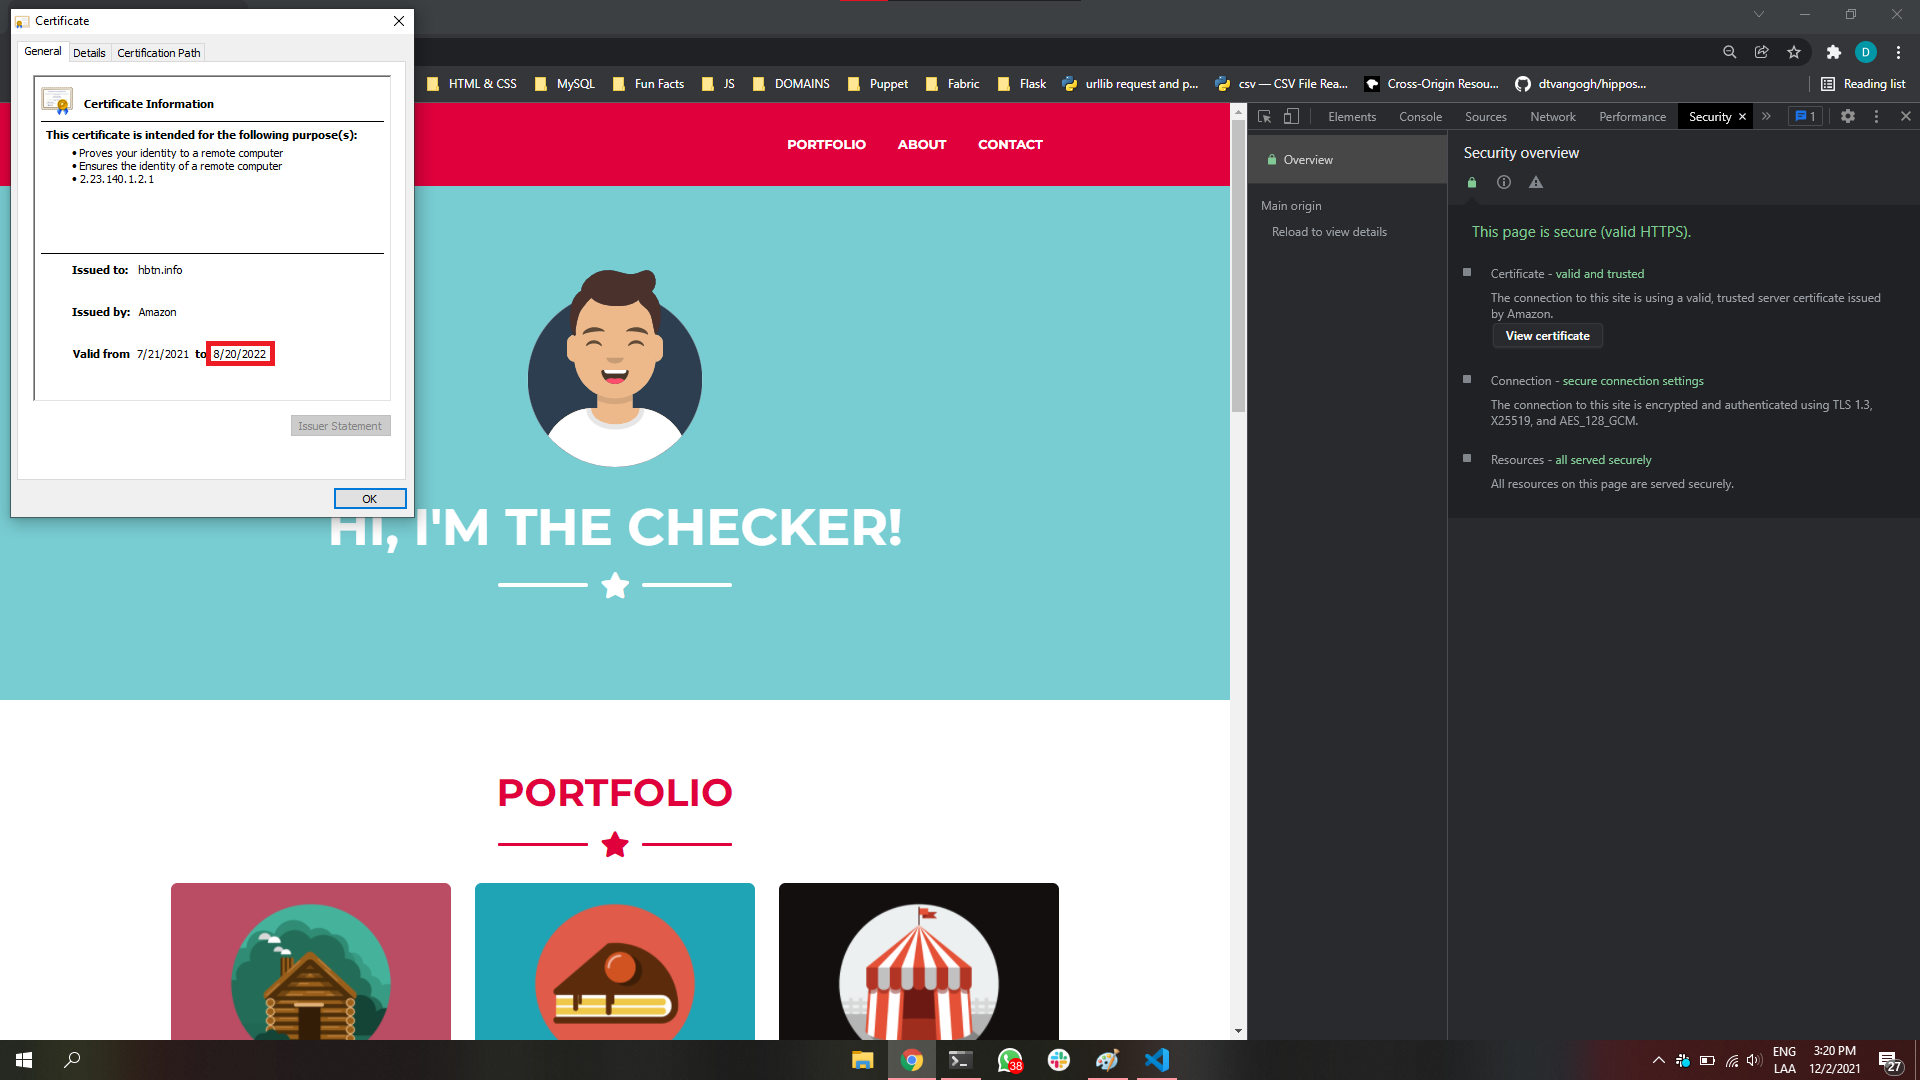 Certificate
General
Details
Certification Path
Certificate Information
This certificate is intended for the following purpose(s):
• Proves your identity to a remote computer
• Ensures the identity of a remote computer
• 2.23.140.1.2.1
Issued to: hbtn.info
Issued by: Amazon
Valid from 7/21/2021 to 8/20/2022
Issuer Statement
OK
D
HTML & CSS
MySQL
Fun Facts
JS
DOMAINS
Puppet
Fabric
Flask
urllib request and p...
csv — CSV File Rea...
Cross-Origin Resou...
dtvangogh/hippos...
Reading list
PORTFOLIO
ABOUT
CONTACT
HI, I'M THE CHECKER!
PORTFOLIO
Elements
Console
Sources
Network
Performance
Security
1
Overview
Main origin
Reload to view details
Security overview
This page is secure (valid HTTPS).
Certificate - valid and trusted
The connection to this site is using a valid, trusted server certificate issued
by Amazon.
View certificate
Connection - secure connection settings
The connection to this site is encrypted and authenticated using TLS 1.3,
X25519, and AES_128_GCM.
Resources - all served securely
All resources on this page are served securely.
38
ENG
LAA
3:20 PM
12/2/2021
27